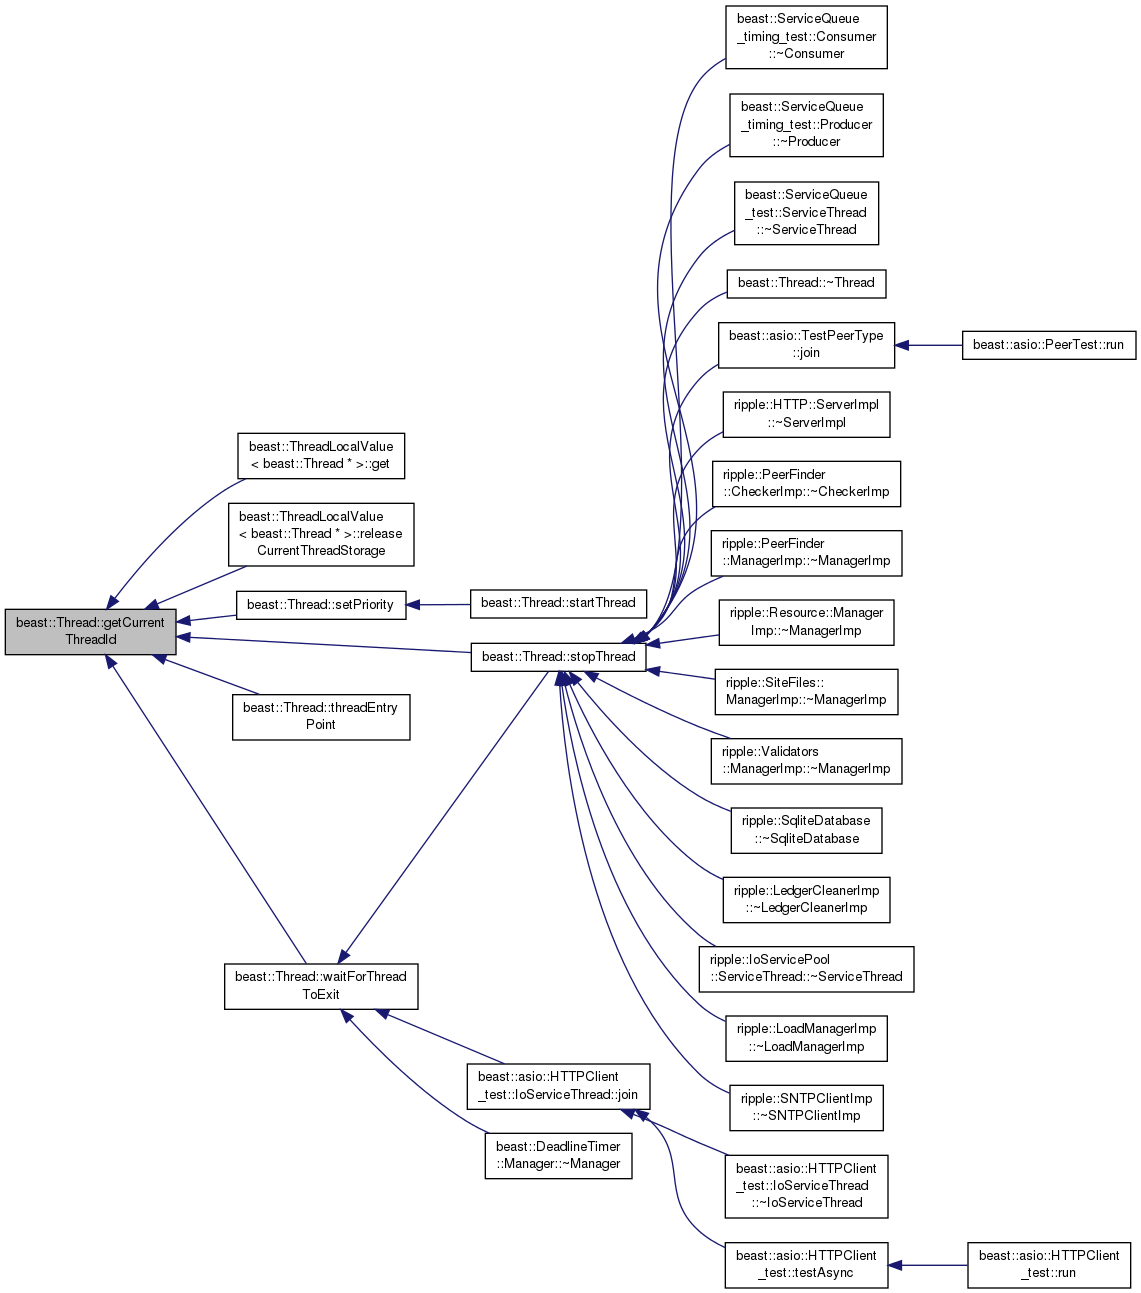 beast::ServiceQueue
_timing_test::Consumer
::~Consumer
beast::ServiceQueue
_timing_test::Producer
::~Producer
beast::ServiceQueue
_test::ServiceThread
::~ServiceThread
beast::Thread::~Thread
beast::asio::TestPeerType
::join
beast::asio::PeerTest::run
ripple::HTTP::ServerImpl
::~ServerImpl
ripple::PeerFinder
::CheckerImp::~CheckerImp
ripple::PeerFinder
::ManagerImp::~ManagerImp
ripple::Resource::Manager
Imp::~ManagerImp
ripple::SiteFiles::
ManagerImp::~ManagerImp
ripple::Validators
::ManagerImp::~ManagerImp
ripple::SqliteDatabase
::~SqliteDatabase
ripple::LedgerCleanerImp
::~LedgerCleanerImp
ripple::IoServicePool
::ServiceThread::~ServiceThread
ripple::LoadManagerImp
::~LoadManagerImp
ripple::SNTPClientImp
::~SNTPClientImp
beast::ThreadLocalValue
< beast::Thread * >::get
beast::ThreadLocalValue
< beast::Thread * >::release
CurrentThreadStorage
beast::Thread::setPriority
beast::Thread::startThread
beast::Thread::getCurrent
ThreadId
beast::Thread::stopThread
beast::Thread::threadEntry
Point
beast::Thread::waitForThread
ToExit
beast::asio::HTTPClient
_test::IoServiceThread::join
beast::DeadlineTimer
::Manager::~Manager
beast::asio::HTTPClient
_test::IoServiceThread
::~IoServiceThread
beast::asio::HTTPClient
_test::testAsync
beast::asio::HTTPClient
_test::run